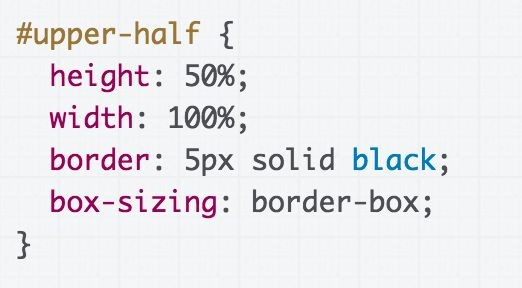 #upper-half {
  height: 50%;
  width: 100%;
  border: 5px solid black;
  box-sizing: border-box;
}